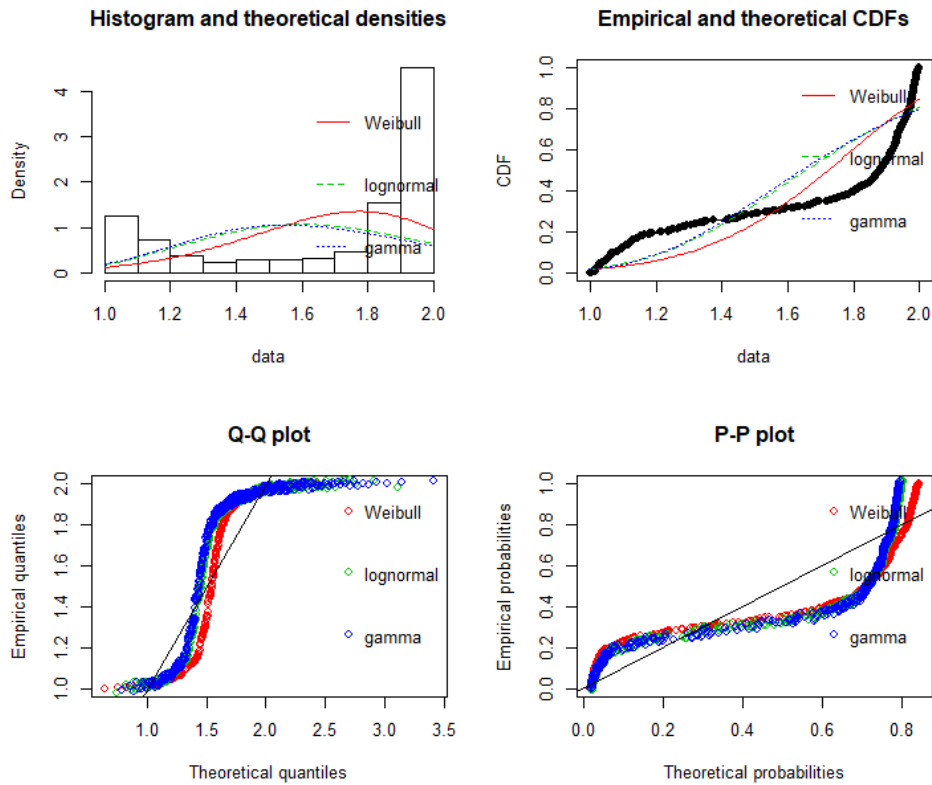 Histogram and theoretical densities
Density
0 1 2 3 4
Weibull
lognormal
gamma
1.0 1.2 1.4 1.6 1.8 2.0
data
Empirical and theoretical CDFs
CDF
0.0 0.2 0.4 0.6 0.8 1.0
Weibull
lognormal
gamma
1.0 1.2 1.4 1.6 1.8 2.0
data
Q-Q plot
Empirical quantiles
1.0 1.2 1.4 1.6 1.8 2.0
Weibull
lognormal
gamma
1.0 1.5 2.0 2.5 3.0 3.5
Theoretical quantiles
P-P plot
Empirical probabilities
0.0 0.2 0.4 0.6 0.8 1.0
Weibull
lognormal
gamma
0.0 0.2 0.4 0.6 0.8
Theoretical probabilities